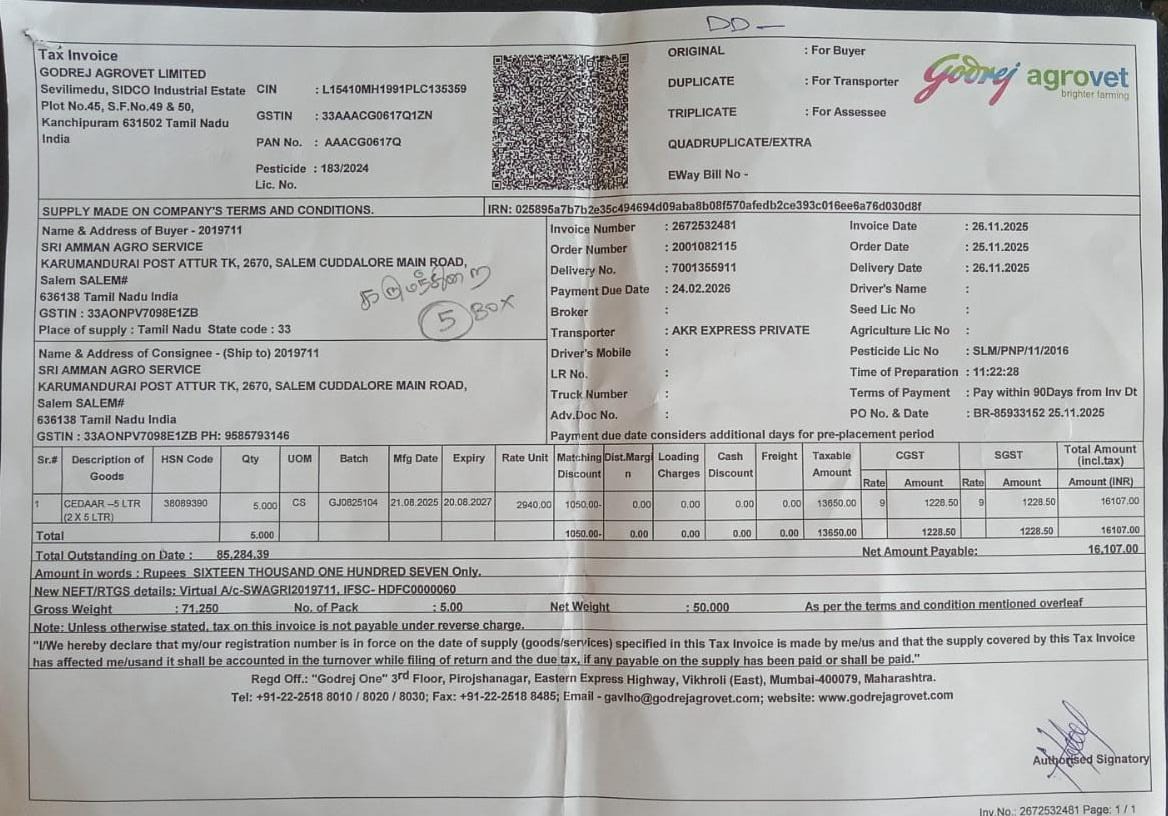 DD-
Tax Invoice
GODREJ AGROVET LIMITED
Sevilimedu, SIDCO Industrial Estate
Plot No.45, S.F.No.49 & 50,
Kanchipuram 631502 Tamil Nadu
India
CIN : L15410MH1991PLC135359
GSTIN : 33AAACG0617Q1ZN
PAN No. : AAACG0617Q
Pesticide : 183/2024
Lic. No.
ORIGINAL : For Buyer
DUPLICATE : For Transporter
TRIPLICATE : For Assessee
QUADRUPLICATE/EXTRA
EWay Bill No -
Godrej agrovet
brighter farming
SUPPLY MADE ON COMPANY'S TERMS AND CONDITIONS.
IRN: 025895a7b7b2e35c494694d09aba8b08f570afedb2ce393c016ee6a76d030d8f
Name & Address of Buyer - 2019711
SRI AMMAN AGRO SERVICE
KARUMANDURAI POST ATTUR TK, 2670, SALEM CUDDALORE MAIN ROAD,
Salem SALEM#
636138 Tamil Nadu India
GSTIN : 33AONPV7098E1ZB
Place of supply : Tamil Nadu State code : 33
5 BOX
Name & Address of Consignee - (Ship to) 2019711
SRI AMMAN AGRO SERVICE
KARUMANDURAI POST ATTUR TK, 2670, SALEM CUDDALORE MAIN ROAD,
Salem SALEM#
636138 Tamil Nadu India
GSTIN : 33AONPV7098E1ZB PH: 9585793146
Invoice Number : 2672532481
Order Number : 2001082115
Delivery No. : 7001355911
Payment Due Date : 24.02.2026
Broker :
Transporter : AKR EXPRESS PRIVATE
Driver's Mobile :
LR No. :
Truck Number :
Adv.Doc No. :
Invoice Date : 26.11.2025
Order Date : 25.11.2025
Delivery Date : 26.11.2025
Driver's Name :
Seed Lic No :
Agriculture Lic No :
Pesticide Lic No : SLM/PNP/11/2016
Time of Preparation : 11:22:28
Terms of Payment : Pay within 90Days from Inv Dt
PO No. & Date : BR-85933152 25.11.2025
Payment due date considers additional days for pre-placement period
Sr.# Description of Goods HSN Code Qty UOM Batch Mfg Date Expiry Rate Unit Matching Discount Dist.Margi n Loading Charges Cash Discount Freight Taxable Amount CGST SGST Total Amount (incl.tax)
Rate Amount Rate Amount Amount (INR)
1 CEDAAR –5 LTR 38089390 5.000 CS GJ0825104 21.08.2025 20.08.2027 2940.00 1050.00- 0.00 0.00 0.00 0.00 13650.00 9 1228.50 9 1228.50 16107.00
(2 X 5 LTR)
Total 5.000 1050.00- 0.00 0.00 0.00 0.00 13650.00 1228.50 1228.50 16107.00
Total Outstanding on Date : 85,284.39 Net Amount Payable: 16,107.00
Amount in words : Rupees SIXTEEN THOUSAND ONE HUNDRED SEVEN Only.
New NEFT/RTGS details: Virtual A/c-SWAGRI2019711, IFSC- HDFC0000060
Gross Weight : 71.250 No. of Pack : 5.00 Net Weight : 50.000 As per the terms and condition mentioned overleaf
Note: Unless otherwise stated, tax on this invoice is not payable under reverse charge.
"I/We hereby declare that my/our registration number is in force on the date of supply (goods/services) specified in this Tax Invoice is made by me/us and that the supply covered by this Tax Invoice
has affected me/usand it shall be accounted in the turnover while filing of return and the due tax, if any payable on the supply has been paid or shall be paid."
Regd Off.: "Godrej One" 3rd Floor, Pirojshanagar, Eastern Express Highway, Vikhroli (East), Mumbai-400079, Maharashtra.
Tel: +91-22-2518 8010 / 8020 / 8030; Fax: +91-22-2518 8485; Email - gavlho@godrejagrovet.com; website: www.godrejagrovet.com
Authorised Signatory
Inv.No.: 2672532481 Page: 1 / 1